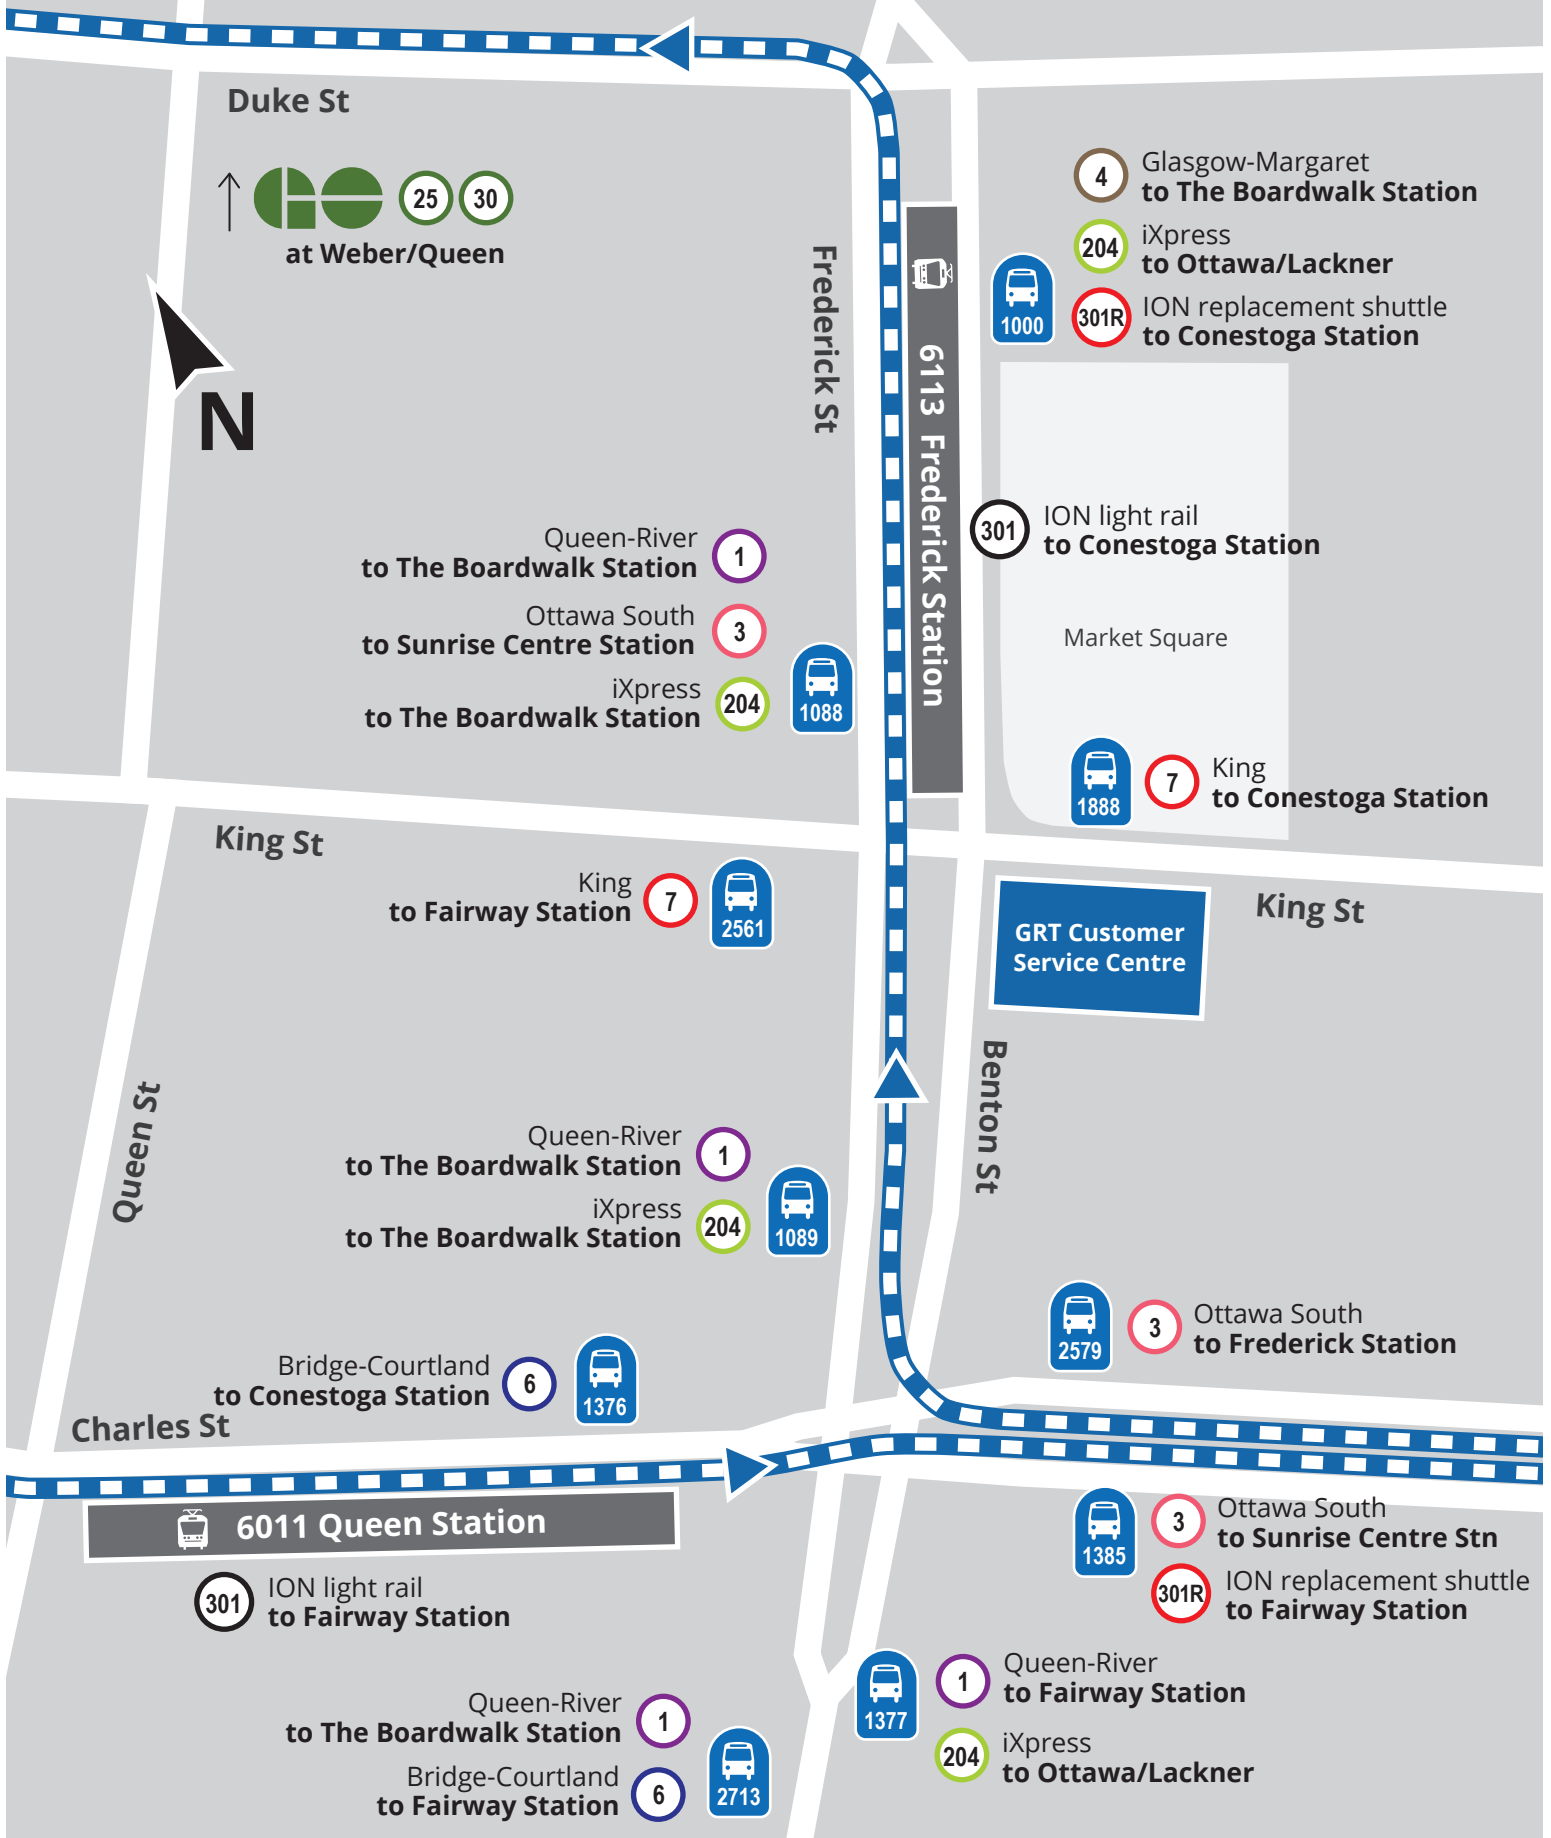 Duke St
GO 25 30
at Weber/Queen
N
Frederick St
6113 Frederick Station
4 Glasgow-Margaret
to The Boardwalk Station
204 iXpress
to Ottawa/Lackner
1000
301R ION replacement shuttle
to Conestoga Station
301 ION light rail
to Conestoga Station
Market Square
Queen-River 1
to The Boardwalk Station
Ottawa South 3
to Sunrise Centre Station
iXpress 204
to The Boardwalk Station
1088
1888
7 King
to Conestoga Station
King St
King 7
to Fairway Station
2561
King St
GRT Customer
Service Centre
Queen St
Benton St
Queen-River 1
to The Boardwalk Station
iXpress 204
to The Boardwalk Station
1089
2579
3 Ottawa South
to Frederick Station
Bridge-Courtland 6
to Conestoga Station
1376
Charles St
6011 Queen Station
301 ION light rail
to Fairway Station
1385
3 Ottawa South
to Sunrise Centre Stn
301R ION replacement shuttle
to Fairway Station
1377
1 Queen-River
to Fairway Station
204 iXpress
to Ottawa/Lackner
Queen-River 1
to The Boardwalk Station
Bridge-Courtland 6
to Fairway Station
2713